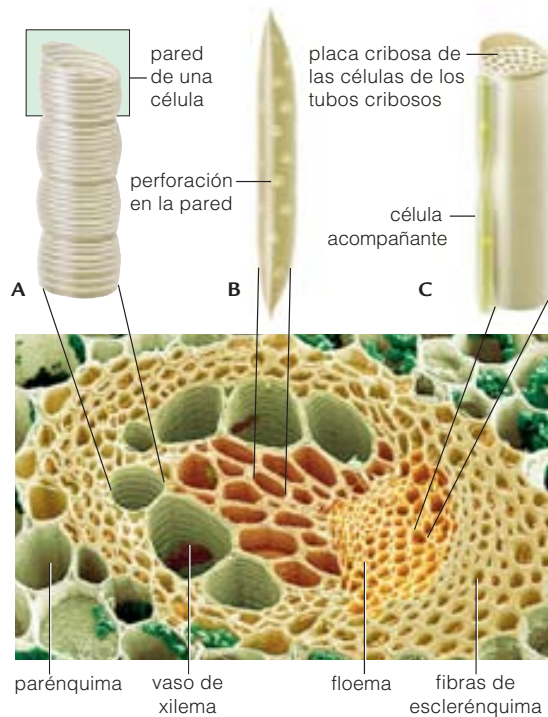 pared
de una
célula
placa cribosa de
las células de los
tubos cribosos
perforación
en la pared
célula
acompañante
A
B
C
parénquima
vaso de
xilema
floema
fibras de
esclerénquima